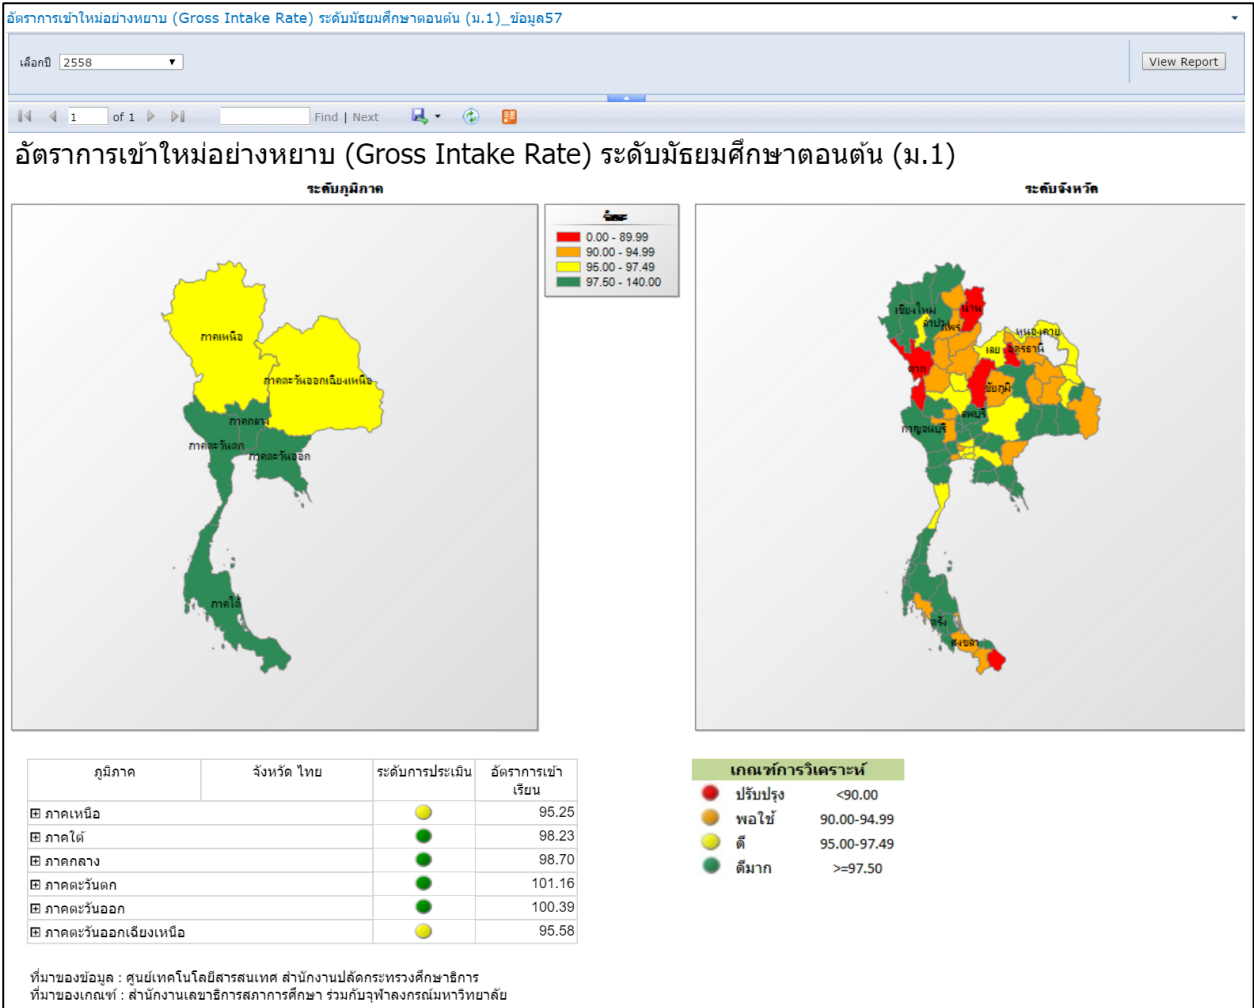 อัตราการเข้าใหม่อย่างหยาบ (Gross Intake Rate) ระดับมัธยมศึกษาตอนต้น (ม.1)_ข้อมูล57
เลือกปี 2558 View Report
1 of 1 Find | Next
อัตราการเข้าใหม่อย่างหยาบ (Gross Intake Rate) ระดับมัธยมศึกษาตอนต้น (ม.1)
ระดับภูมิภาค
ร้อยละ
0.00 - 89.99
90.00 - 94.99
95.00 - 97.49
97.50 - 140.00
ระดับจังหวัด
ภาคเหนือ
ภาคตะวันออกเฉียงเหนือ
ภาคกลาง
ภาคตะวันตก
ภาคตะวันออก
ภาคใต้
เชียงใหม่
น่าน
ลำปาง
แพร่
หนองคาย
เลย
อุดรธานี
ตาก
ชัยภูมิ
ลพบุรี
กาญจนบุรี
ตรัง
สงขลา
ภูมิภาค จังหวัด ไทย ระดับการประเมิน อัตราการเข้า
เรียน
ภาคเหนือ 95.25
ภาคใต้ 98.23
ภาคกลาง 98.70
ภาคตะวันตก 101.16
ภาคตะวันออก 100.39
ภาคตะวันออกเฉียงเหนือ 95.58
เกณฑ์การวิเคราะห์
ปรับปรุง <90.00
พอใช้ 90.00-94.99
ดี 95.00-97.49
ดีมาก >=97.50
ที่มาของข้อมูล : ศูนย์เทคโนโลยีสารสนเทศ สำนักงานปลัดกระทรวงศึกษาธิการ
ที่มาของเกณฑ์ : สำนักงานเลขาธิการสภาการศึกษา ร่วมกับจุฬาลงกรณ์มหาวิทยาลัย